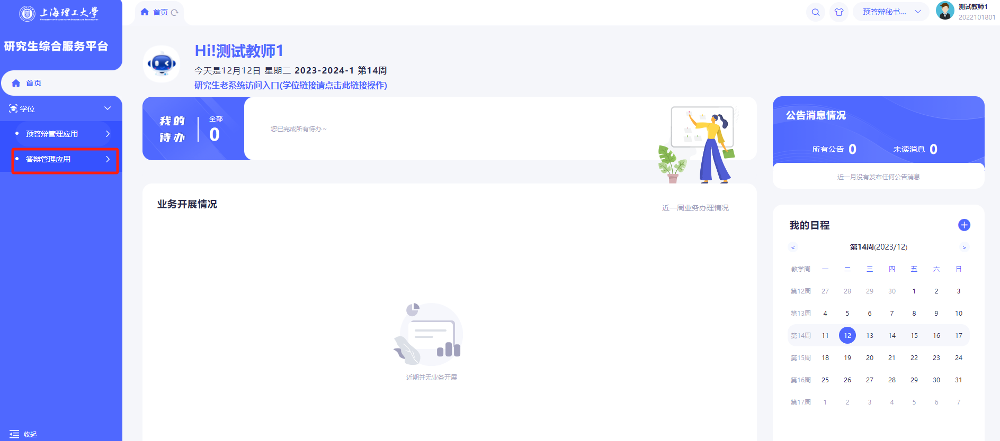 上海理工大學
UNIVERSITY OF SHANGHAI FOR SCIENCE AND TECHNOLOGY
研究生综合服务平台
首页
学位
预答辩管理应用
答辩管理应用
收起
首页
预答辩秘书...
测试教师1
2022101801
Hi!测试教师1
今天是12月12日 星期二 2023-2024-1 第14周
研究生老系统访问入口(学位链接请点击此链接操作)
我的
待办
全部
0
您已完成所有待办~
业务开展情况
近一周业务办理情况
近期并无业务开展
公告消息情况
所有公告 0 未读消息 0
近一月没有发布任何公告消息
我的日程
< 第14周(2023/12) >
教学周 一 二 三 四 五 六 日
第12周 27 28 29 30 1 2 3
第13周 4 5 6 7 8 9 10
第14周 11 12 13 14 15 16 17
第15周 18 19 20 21 22 23 24
第16周 25 26 27 28 29 30 31
第17周 1 2 3 4 5 6 7